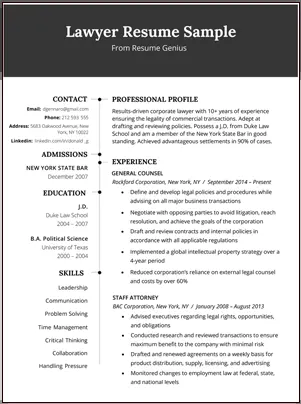 Lawyer Resume Sample
From Resume Genius
CONTACT
Email: dgennaro@gmail.com
Phone: 212 593 555
Address: 5683 Oakwood Avenue, New
York, NY 10022
Linkedin: linkedin.com/in/donald_g
ADMISSIONS
NEW YORK STATE BAR
December 2007
EDUCATION
J.D.
Duke Law School
2004 – 2007
B.A. Political Science
University of Texas
2000 – 2004
SKILLS
Leadership
Communication
Problem Solving
Time Management
Critical Thinking
Collaboration
Handling Pressure
PROFESSIONAL PROFILE
Results-driven corporate lawyer with 10+ years of experience
ensuring the legality of commercial transactions. Adept at
drafting and reviewing policies. Possess a J.D. from Duke Law
School and am a member of the New York State Bar in good
standing. Achieved advantageous settlements in 90% of cases.
EXPERIENCE
GENERAL COUNSEL
Rockford Corporation, New York, NY / September 2014 – Present
• Define and develop legal policies and procedures while
advising on all major business transactions
• Negotiate with opposing parties to avoid litigation, reach
resolution, and achieve the goals of the corporation
• Draft and review contracts and internal policies in
accordance with all applicable regulations
• Implemented a global intellectual property strategy over a
4-year period
• Reduced corporation's reliance on external legal counsel
and costs by over 60%
STAFF ATTORNEY
BAC Corporation, New York, NY / January 2008 – August 2013
• Advised executives regarding legal rights, opportunities,
and obligations
• Conducted research and reviewed transactions to ensure
maximum benefit to the company with minimal risk
• Drafted and renewed agreements on a weekly basis for
product distribution, supply, licensing, and advertising
• Monitored changes to employment law at federal, state,
and national levels